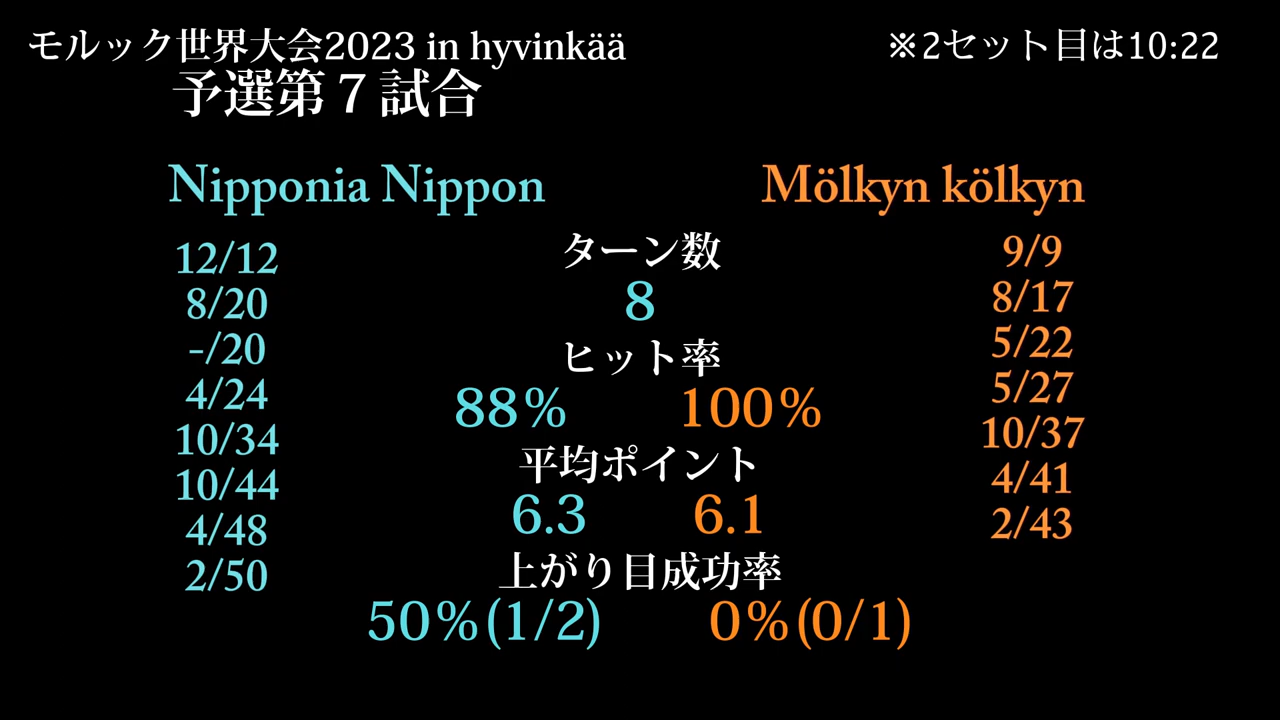 モルック世界大会2023 in hyvinkää
※2セット目は10:22
予選第７試合
Nipponia Nippon
Mölkyn kölkyn
12/12
8/20
-/20
4/24
10/34
10/44
4/48
2/50
ターン数
8
ヒット率
88% 100%
平均ポイント
6.3 6.1
上がり目成功率
50%(1/2) 0%(0/1)
9/9
8/17
5/22
5/27
10/37
4/41
2/43